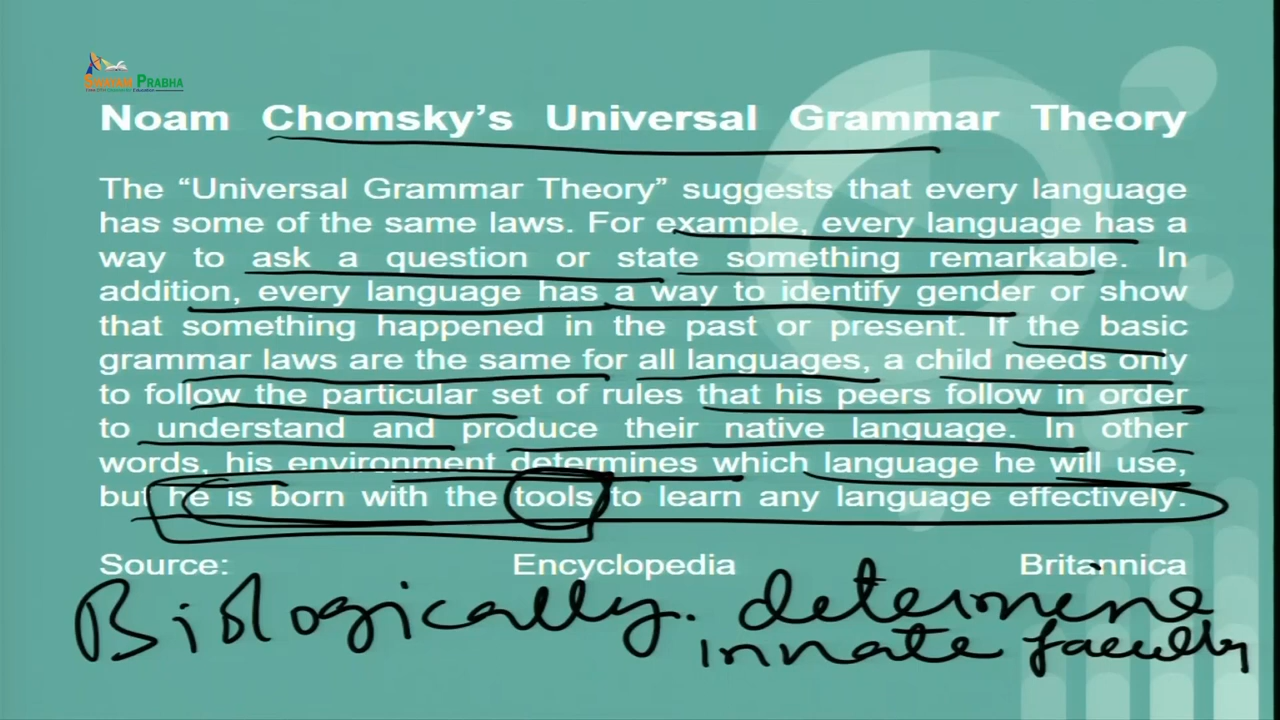 SWAYAM PRABHA
Noam Chomsky's Universal Grammar Theory
The “Universal Grammar Theory” suggests that every language
has some of the same laws. For example, every language has a
way to ask a question or state something remarkable. In
addition, every language has a way to identify gender or show
that something happened in the past or present. If the basic
grammar laws are the same for all languages, a child needs only
to follow the particular set of rules that his peers follow in order
to understand and produce their native language. In other
words, his environment determines which language he will use,
but he is born with the tools to learn any language effectively.
Source: Encyclopedia Britannica
Biologically. determine
innate faculty